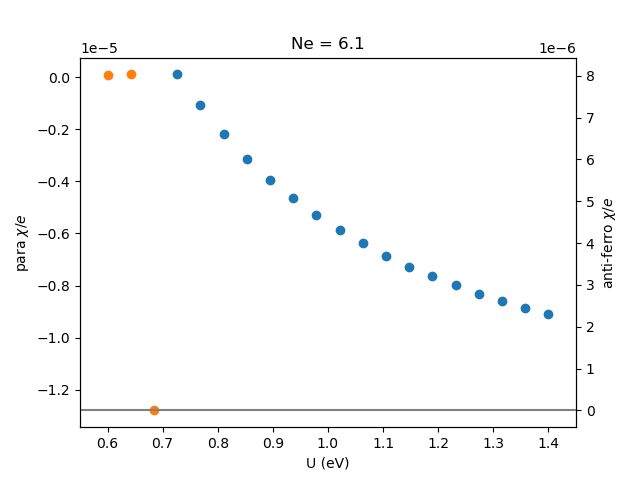 Ne = 6.1
1e−5
1e−6
0.0
−0.2
−0.4
−0.6
−0.8
−1.0
−1.2
para χ/e
8
7
6
5
4
3
2
1
0
anti-ferro χ/e
0.6 0.7 0.8 0.9 1.0 1.1 1.2 1.3 1.4
U (eV)